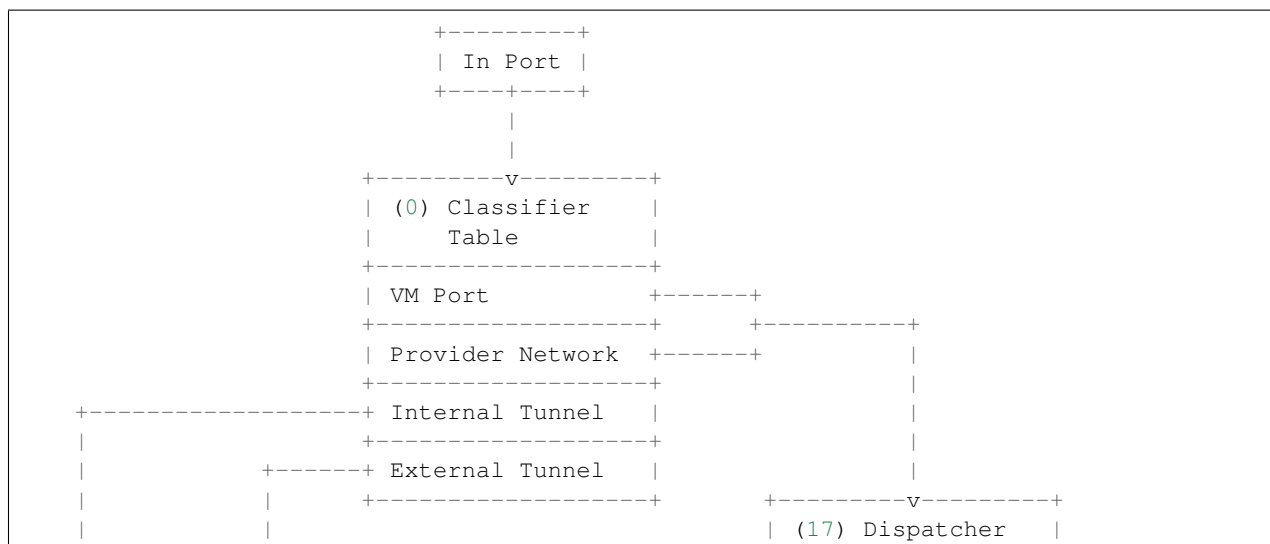 +---------+
| In Port |
+----+----+
|
|
+---------v---------+
| (0) Classifier    |
|     Table         |
+-------------------+
| VM Port           +------+
+-------------------+      +----------+
| Provider Network  +------+          |
+-------------------+                 |
+-------------------+ Internal Tunnel   |                 |
|                   +-------------------+                 |
|            +------+ External Tunnel   |                 |
|            |      +-------------------+       +---------v---------+
|            |                                  | (17) Dispatcher   |